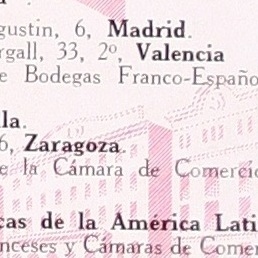 gustin, 6, Madrid.
rgall, 33, 2º, Valencia
e Bodegas Franco-Españo
la.
6, Zaragoza.
e la Cámara de Comerci
cas de la América Lati
nceses y Cámaras de Comer